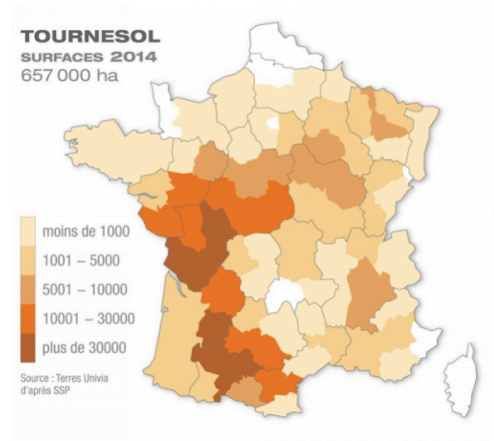 TOURNESOL
SURFACES 2014
657 000 ha
moins de 1000
1001 – 5000
5001 – 10000
10001 – 30000
plus de 30000
Source : Terres Univia
d'après SSP